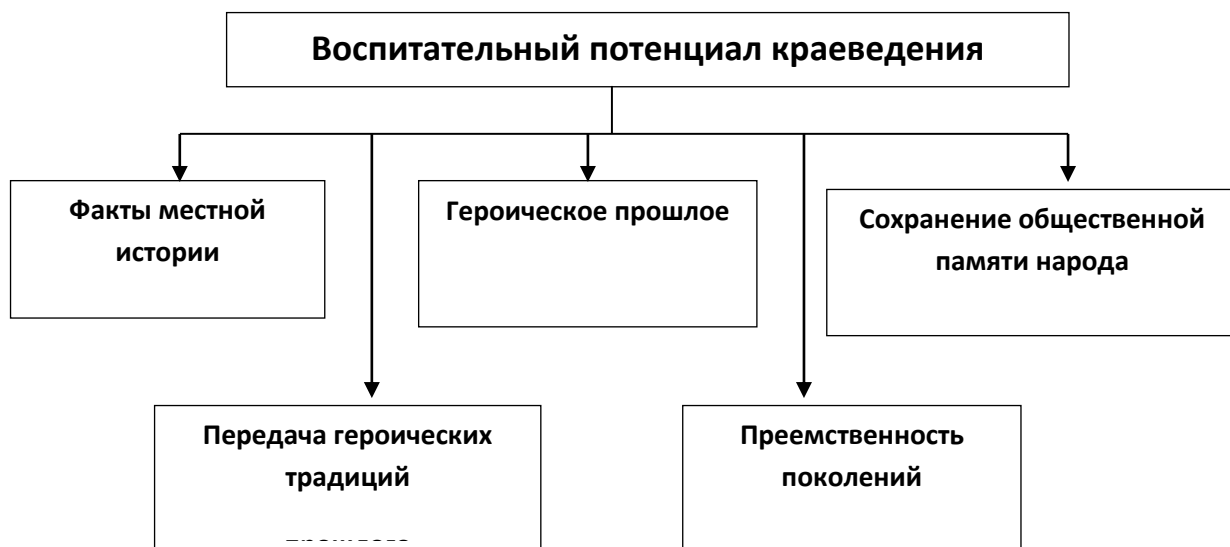 Воспитательный потенциал краеведения
Факты местной
истории
Героическое прошлое
Сохранение общественной
памяти народа
Передача героических
традиций
Преемственность
поколений